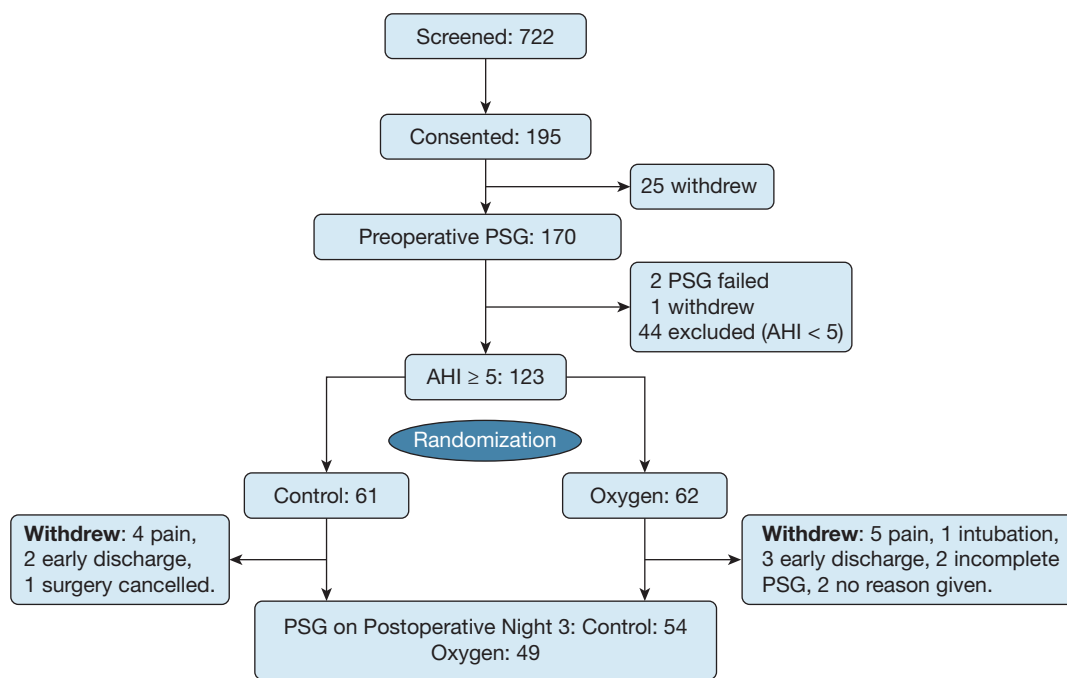 Screened: 722
Consented: 195
25 withdrew
Preoperative PSG: 170
2 PSG failed
1 withdrew
44 excluded (AHI < 5)
AHI ≥ 5: 123
Randomization
Control: 61
Oxygen: 62
Withdrew: 4 pain,
2 early discharge,
1 surgery cancelled.
Withdrew: 5 pain, 1 intubation,
3 early discharge, 2 incomplete
PSG, 2 no reason given.
PSG on Postoperative Night 3: Control: 54
Oxygen: 49